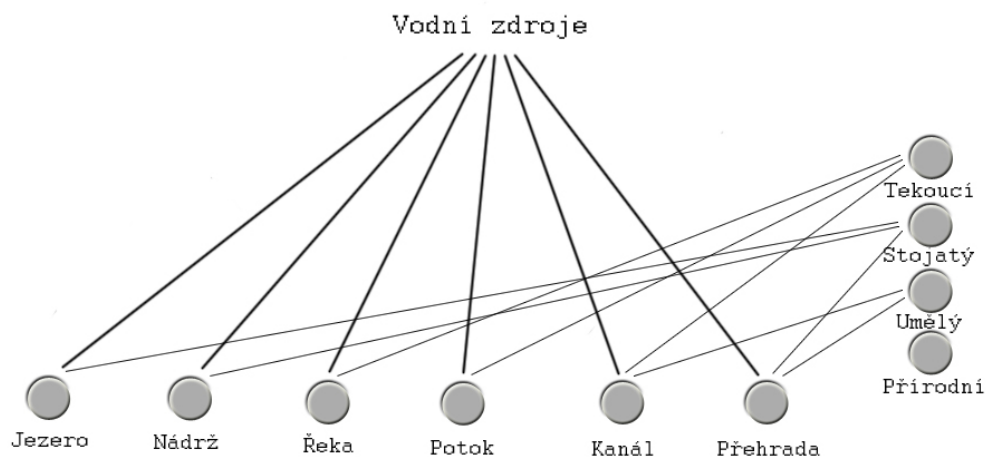 Vodní zdroje
Tekoucí
Stojatý
Umělý
Přírodní
Jezero
Nádrž
Řeka
Potok
Kanál
Přehrada